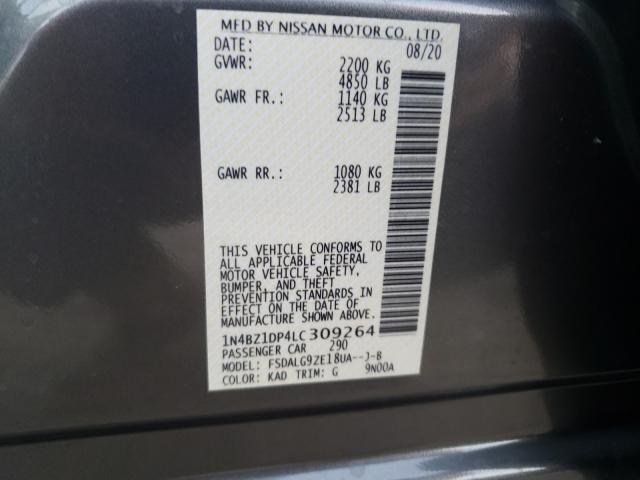 MFD BY NISSAN MOTOR CO., LTD.
DATE: 08/20
GVWR: 2200 KG
4850 LB
GAWR FR.: 1140 KG
2513 LB
GAWR RR.: 1080 KG
2381 LB
THIS VEHICLE CONFORMS TO
ALL APPLICABLE FEDERAL
MOTOR VEHICLE SAFETY,
BUMPER, AND THEFT
PREVENTION STANDARDS IN
EFFECT ON THE DATE OF
MANUFACTURE SHOWN ABOVE.
1N4BZ1DP4LC309264
PASSENGER CAR 290
MODEL: FSDALG9ZE18UA--J-B
COLOR: KAD TRIM: G 9N00A